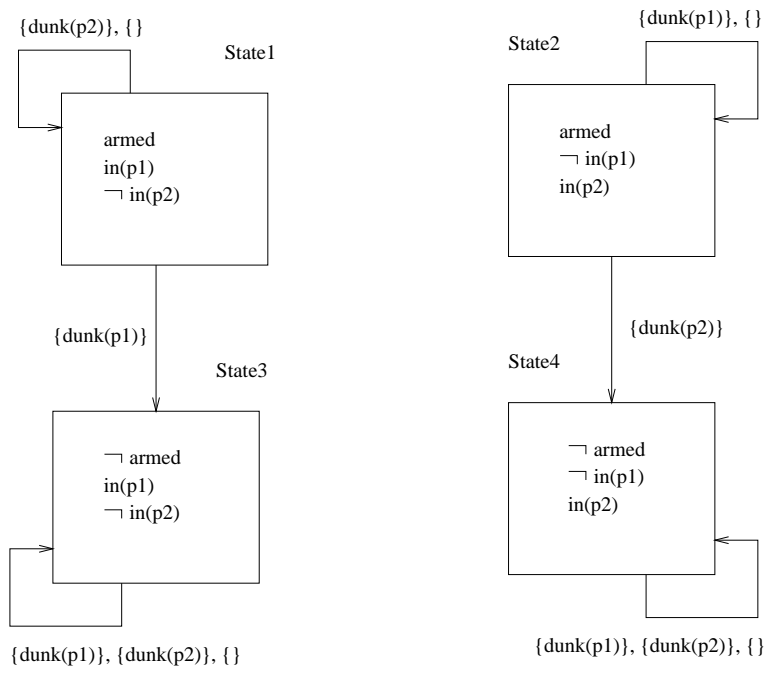 {dunk(p2)}, {}
State1
armed
in(p1)
¬ in(p2)
{dunk(p1)}
State3
¬ armed
in(p1)
¬ in(p2)
{dunk(p1)}, {dunk(p2)}, {}
{dunk(p1)}, {}
State2
armed
¬ in(p1)
in(p2)
{dunk(p2)}
State4
¬ armed
¬ in(p1)
in(p2)
{dunk(p1)}, {dunk(p2)}, {}